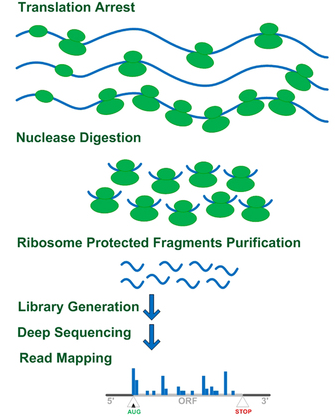 Translation Arrest
Nuclease Digestion
Ribosome Protected Fragments Purification
Library Generation
Deep Sequencing
Read Mapping
5' ORF 3'
AUG STOP